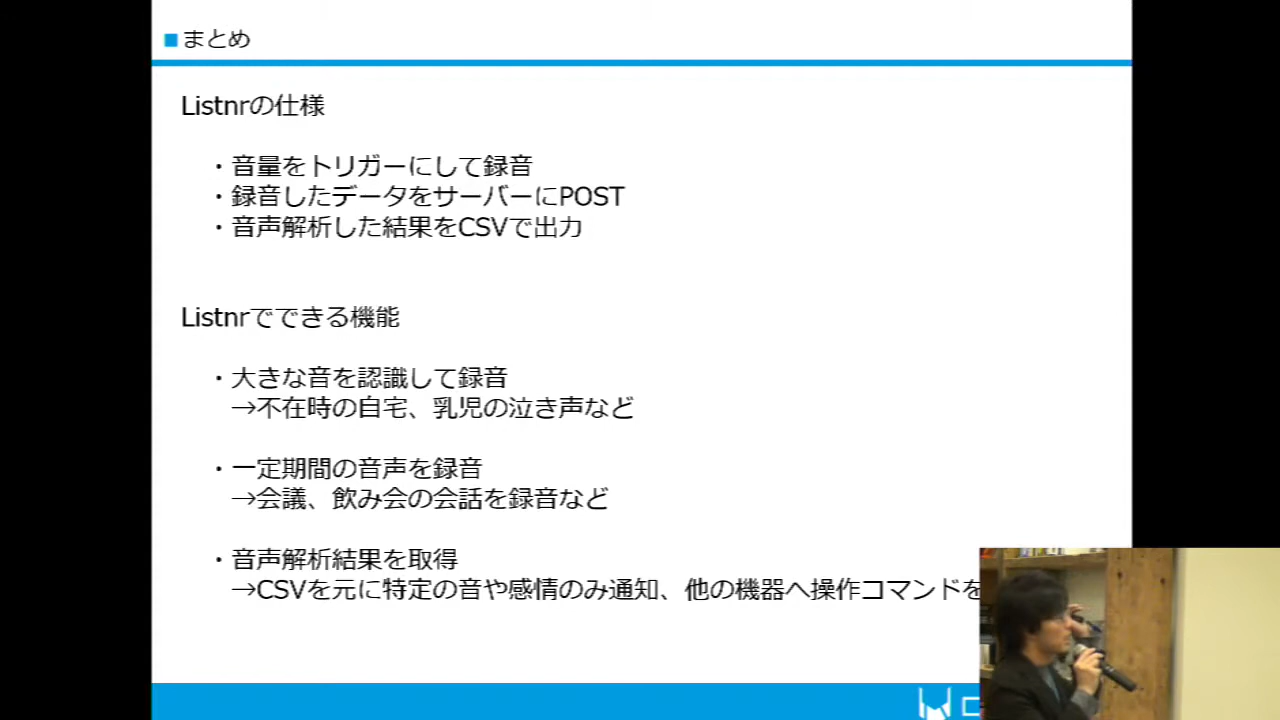 まとめ
Listnrの仕様
・音量をトリガーにして録音
・録音したデータをサーバーにPOST
・音声解析した結果をCSVで出力
Listnrでできる機能
・大きな音を認識して録音
→不在時の自宅、乳児の泣き声など
・一定期間の音声を録音
→会議、飲み会の会話を録音など
・音声解析結果を取得
→CSVを元に特定の音や感情のみ通知、他の機器へ操作コマンドを